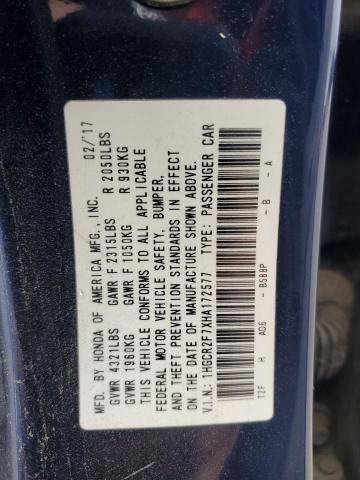 MFD. BY HONDA OF AMERICA MFG., INC. 02/'17
GVWR 4321LBS GAWR F 2315LBS R 2050LBS
GVWR 1960KG GAWR F 1050KG R 930KG
THIS VEHICLE CONFORMS TO ALL APPLICABLE
FEDERAL MOTOR VEHICLE SAFETY, BUMPER,
AND THEFT PREVENTION STANDARDS IN EFFECT
ON THE DATE OF MANUFACTURE SHOWN ABOVE.
V.I.N.: 1HGCR2F7XHA172577 TYPE: PASSENGER CAR
T2F H A06 - B588P - B - A